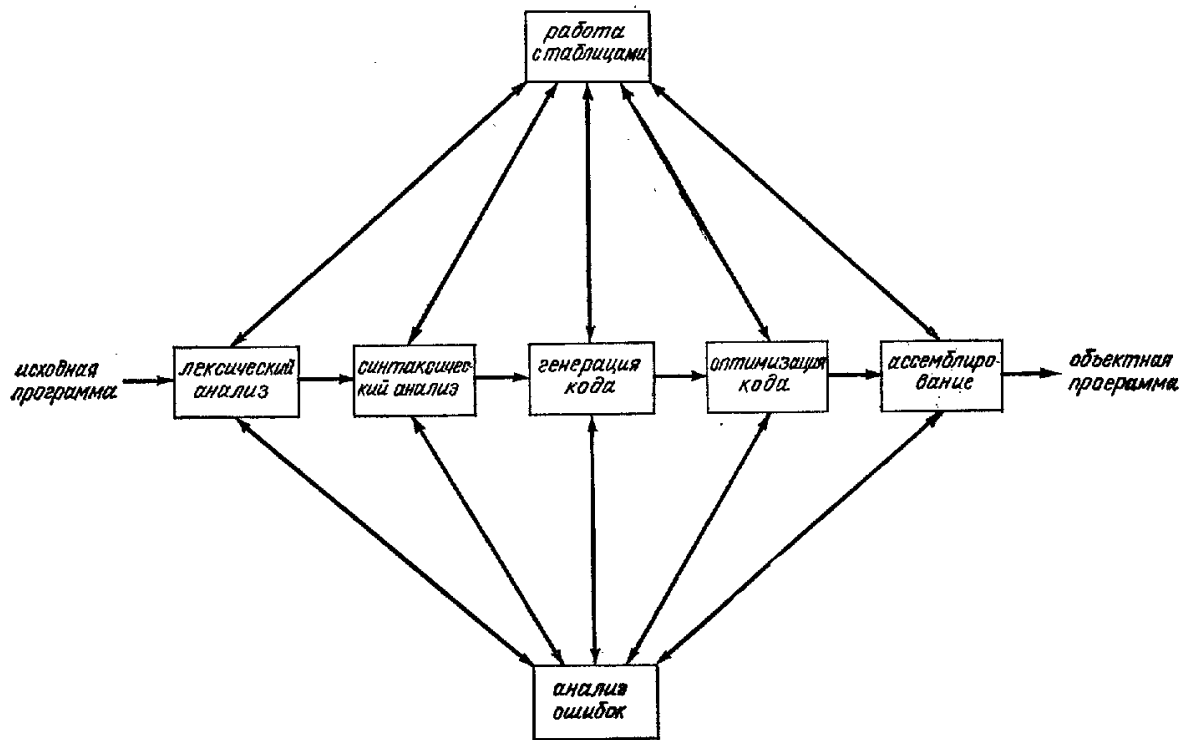 работа
с таблицами
исходная
программа
лексический
анализ
синтаксичес-
кий анализ
генерация
кода
оптимизация
кода
ассемблиро-
вание
объектная
программа
анализ
ошибок